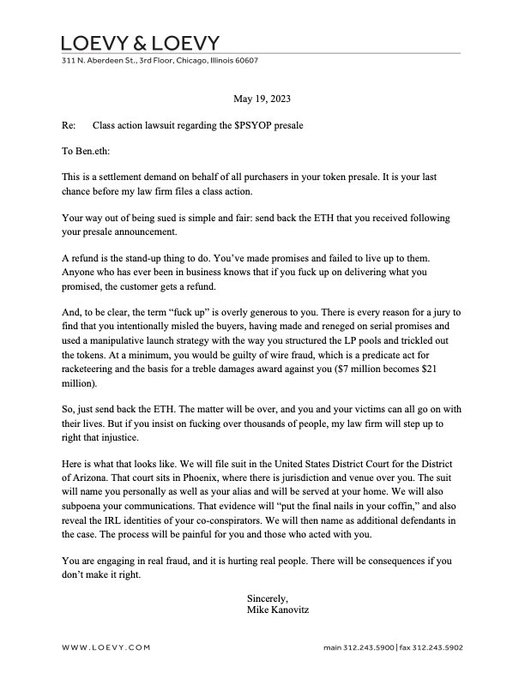 LOEVY & LOEVY
311 N. Aberdeen St., 3rd Floor, Chicago, Illinois 60607
May 19, 2023
Re: Class action lawsuit regarding the $PSYOP presale
To Ben.eth:
This is a settlement demand on behalf of all purchasers in your token presale. It is your last
chance before my law firm files a class action.
Your way out of being sued is simple and fair: send back the ETH that you received following
your presale announcement.
A refund is the stand-up thing to do. You've made promises and failed to live up to them.
Anyone who has ever been in business knows that if you fuck up on delivering what you
promised, the customer gets a refund.
And, to be clear, the term “fuck up” is overly generous to you. There is every reason for a jury to
find that you intentionally misled the buyers, having made and reneged on serial promises and
used a manipulative launch strategy with the way you structured the LP pools and trickled out
the tokens. At a minimum, you would be guilty of wire fraud, which is a predicate act for
racketeering and the basis for a treble damages award against you ($7 million becomes $21
million).
So, just send back the ETH. The matter will be over, and you and your victims can all go on with
their lives. But if you insist on fucking over thousands of people, my law firm will step up to
right that injustice.
Here is what that looks like. We will file suit in the United States District Court for the District
of Arizona. That court sits in Phoenix, where there is jurisdiction and venue over you. The suit
will name you personally as well as your alias and will be served at your home. We will also
subpoena your communications. That evidence will “put the final nails in your coffin,” and also
reveal the IRL identities of your co-conspirators. We will then name as additional defendants in
the case. The process will be painful for you and those who acted with you.
You are engaging in real fraud, and it is hurting real people. There will be consequences if you
don't make it right.
Sincerely,
Mike Kanovitz
WWW.LOEVY.COM main 312.243.5900 | fax 312.243.5902